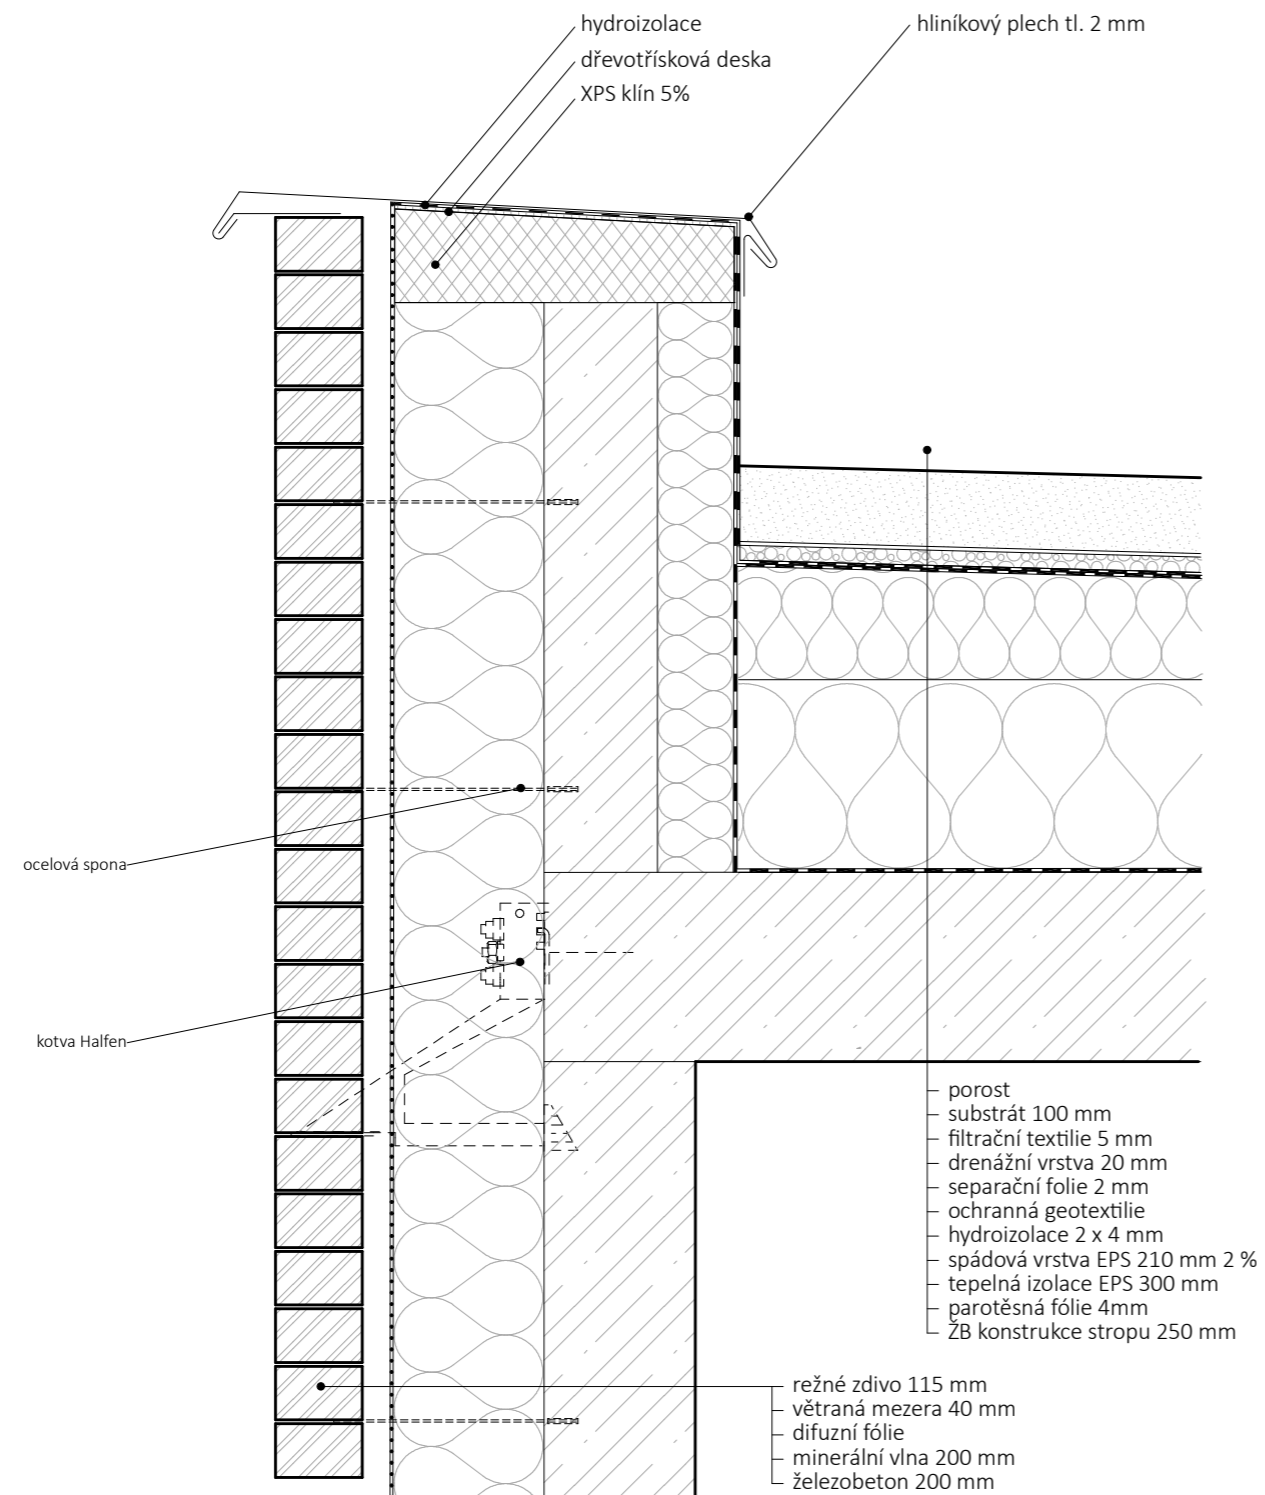 hydroizolace
dřevotřísková deska
XPS klín 5%
hliníkový plech tl. 2 mm
ocelová spona
kotva Halfen
porost
substrát 100 mm
filtrační textilie 5 mm
drenážní vrstva 20 mm
separační folie 2 mm
ochranná geotextilie
hydroizolace 2 x 4 mm
spádová vrstva EPS 210 mm 2 %
tepelná izolace EPS 300 mm
parotěsná fólie 4mm
ŽB konstrukce stropu 250 mm
režné zdivo 115 mm
větraná mezera 40 mm
difuzní fólie
minerální vlna 200 mm
železobeton 200 mm